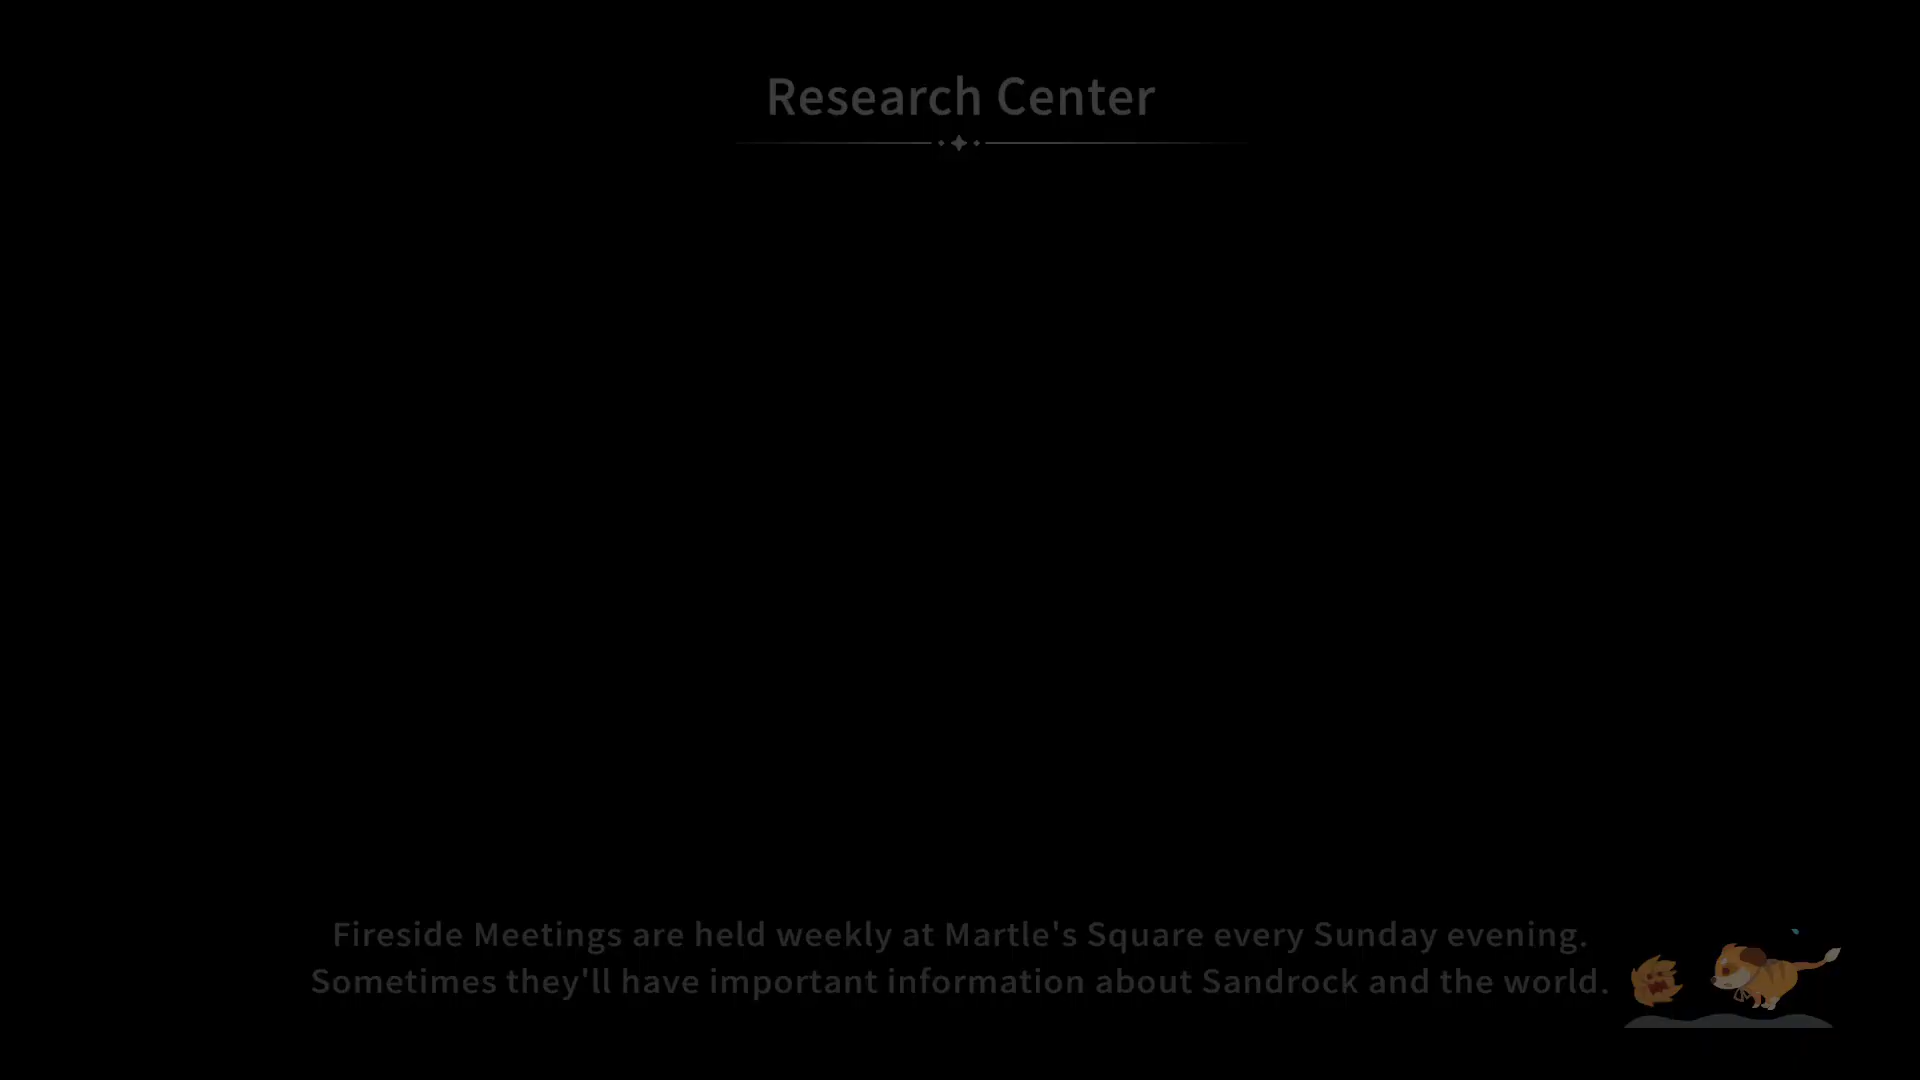 Research Center
Fireside Meetings are held weekly at Martle's Square every Sunday evening.
Sometimes they'll have important information about Sandrock and the world.